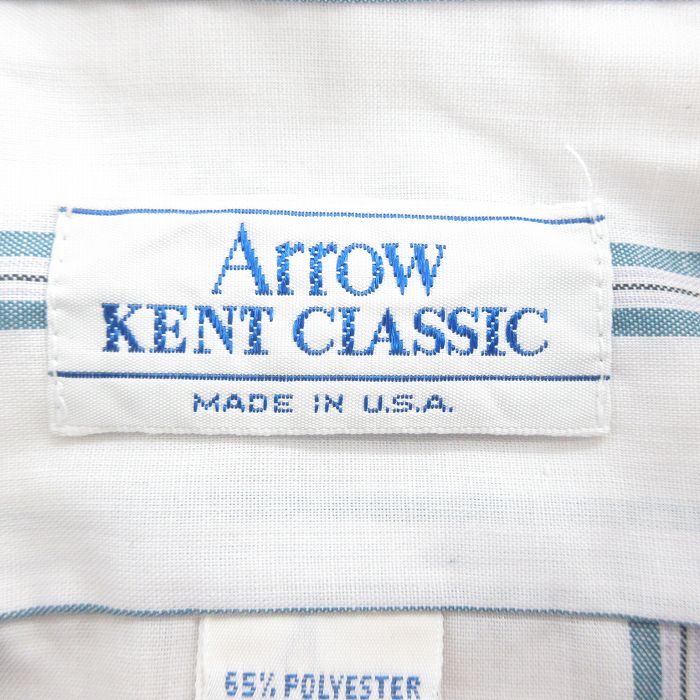 Arrow
KENT CLASSIC
MADE IN U.S.A.
65% POLYESTER